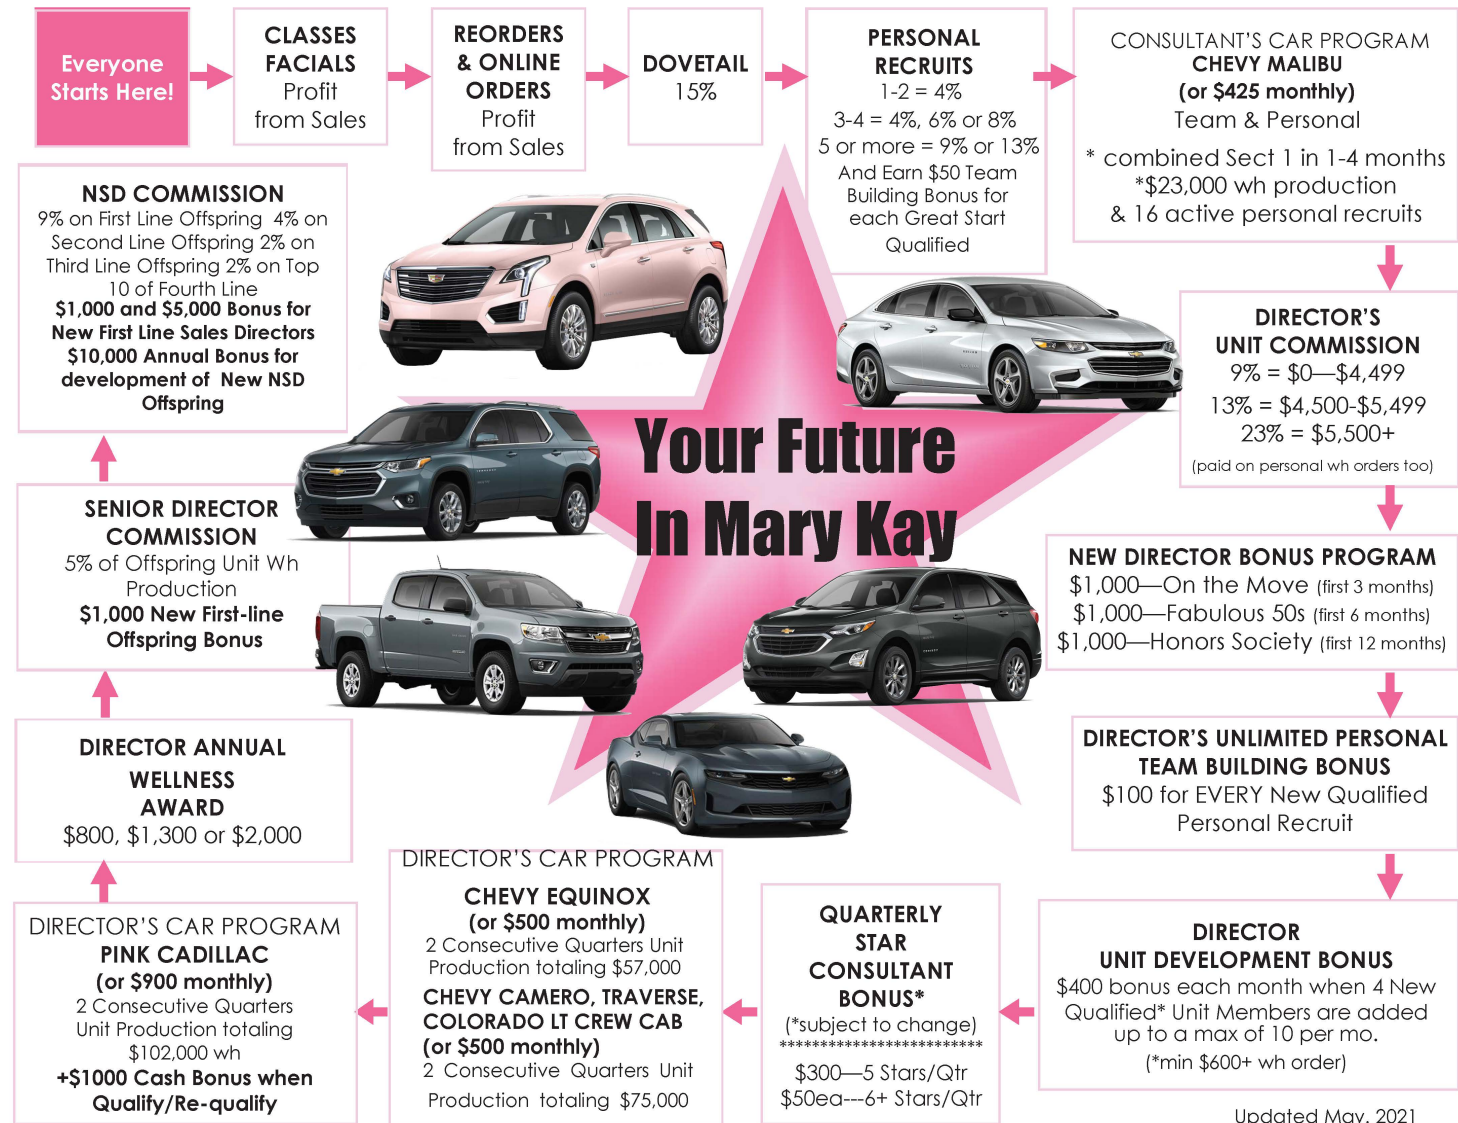 Everyone
Starts Here!
CLASSES
FACIALS
Profit
from Sales
REORDERS
& ONLINE
ORDERS
Profit
from Sales
DOVETAIL
15%
PERSONAL
RECRUITS
1-2 = 4%
3-4 = 4%, 6% or 8%
5 or more = 9% or 13%
And Earn $50 Team
Building Bonus for
each Great Start
Qualified
CONSULTANT'S CAR PROGRAM
CHEVY MALIBU
(or $425 monthly)
Team & Personal
* combined Sect 1 in 1-4 months
*$23,000 wh production
& 16 active personal recruits
DIRECTOR'S
UNIT COMMISSION
9% = $0—$4,499
13% = $4,500-$5,499
23% = $5,500+
(paid on personal wh orders too)
NEW DIRECTOR BONUS PROGRAM
$1,000—On the Move (first 3 months)
$1,000—Fabulous 50s (first 6 months)
$1,000—Honors Society (first 12 months)
DIRECTOR'S UNLIMITED PERSONAL
TEAM BUILDING BONUS
$100 for EVERY New Qualified
Personal Recruit
DIRECTOR
UNIT DEVELOPMENT BONUS
$400 bonus each month when 4 New
Qualified* Unit Members are added
up to a max of 10 per mo.
(*min $600+ wh order)
QUARTERLY
STAR
CONSULTANT
BONUS*
(*subject to change)
*************************
$300—5 Stars/Qtr
$50ea---6+ Stars/Qtr
DIRECTOR'S CAR PROGRAM
CHEVY EQUINOX
(or $500 monthly)
2 Consecutive Quarters Unit
Production totaling $57,000
CHEVY CAMERO, TRAVERSE,
COLORADO LT CREW CAB
(or $500 monthly)
2 Consecutive Quarters Unit
Production totaling $75,000
DIRECTOR'S CAR PROGRAM
PINK CADILLAC
(or $900 monthly)
2 Consecutive Quarters
Unit Production totaling
$102,000 wh
+$1000 Cash Bonus when
Qualify/Re-qualify
DIRECTOR ANNUAL
WELLNESS
AWARD
$800, $1,300 or $2,000
SENIOR DIRECTOR
COMMISSION
5% of Offspring Unit Wh
Production
$1,000 New First-line
Offspring Bonus
NSD COMMISSION
9% on First Line Offspring 4% on
Second Line Offspring 2% on
Third Line Offspring 2% on Top
10 of Fourth Line
$1,000 and $5,000 Bonus for
New First Line Sales Directors
$10,000 Annual Bonus for
development of New NSD
Offspring
Your Future
In Mary Kay
Updated May, 2021